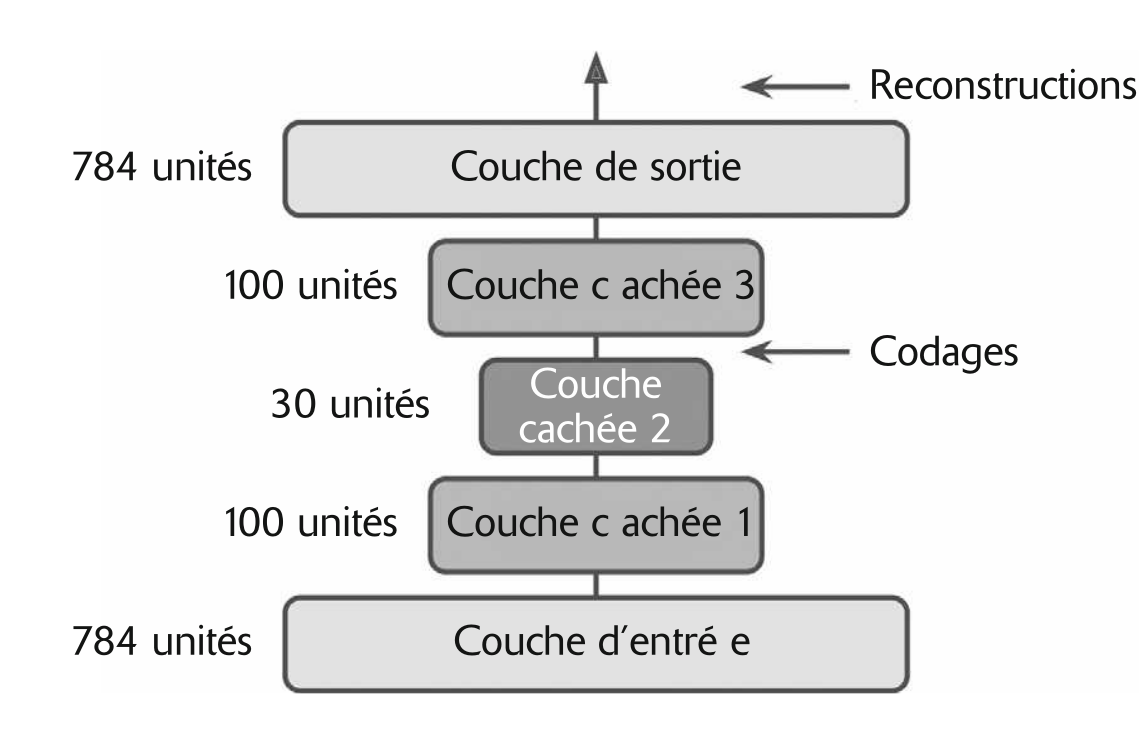 Reconstructions
784 unités
Couche de sortie
100 unités
Couche c achée 3
Codages
30 unités
Couche
cachée 2
100 unités
Couche c achée 1
784 unités
Couche d’entré e